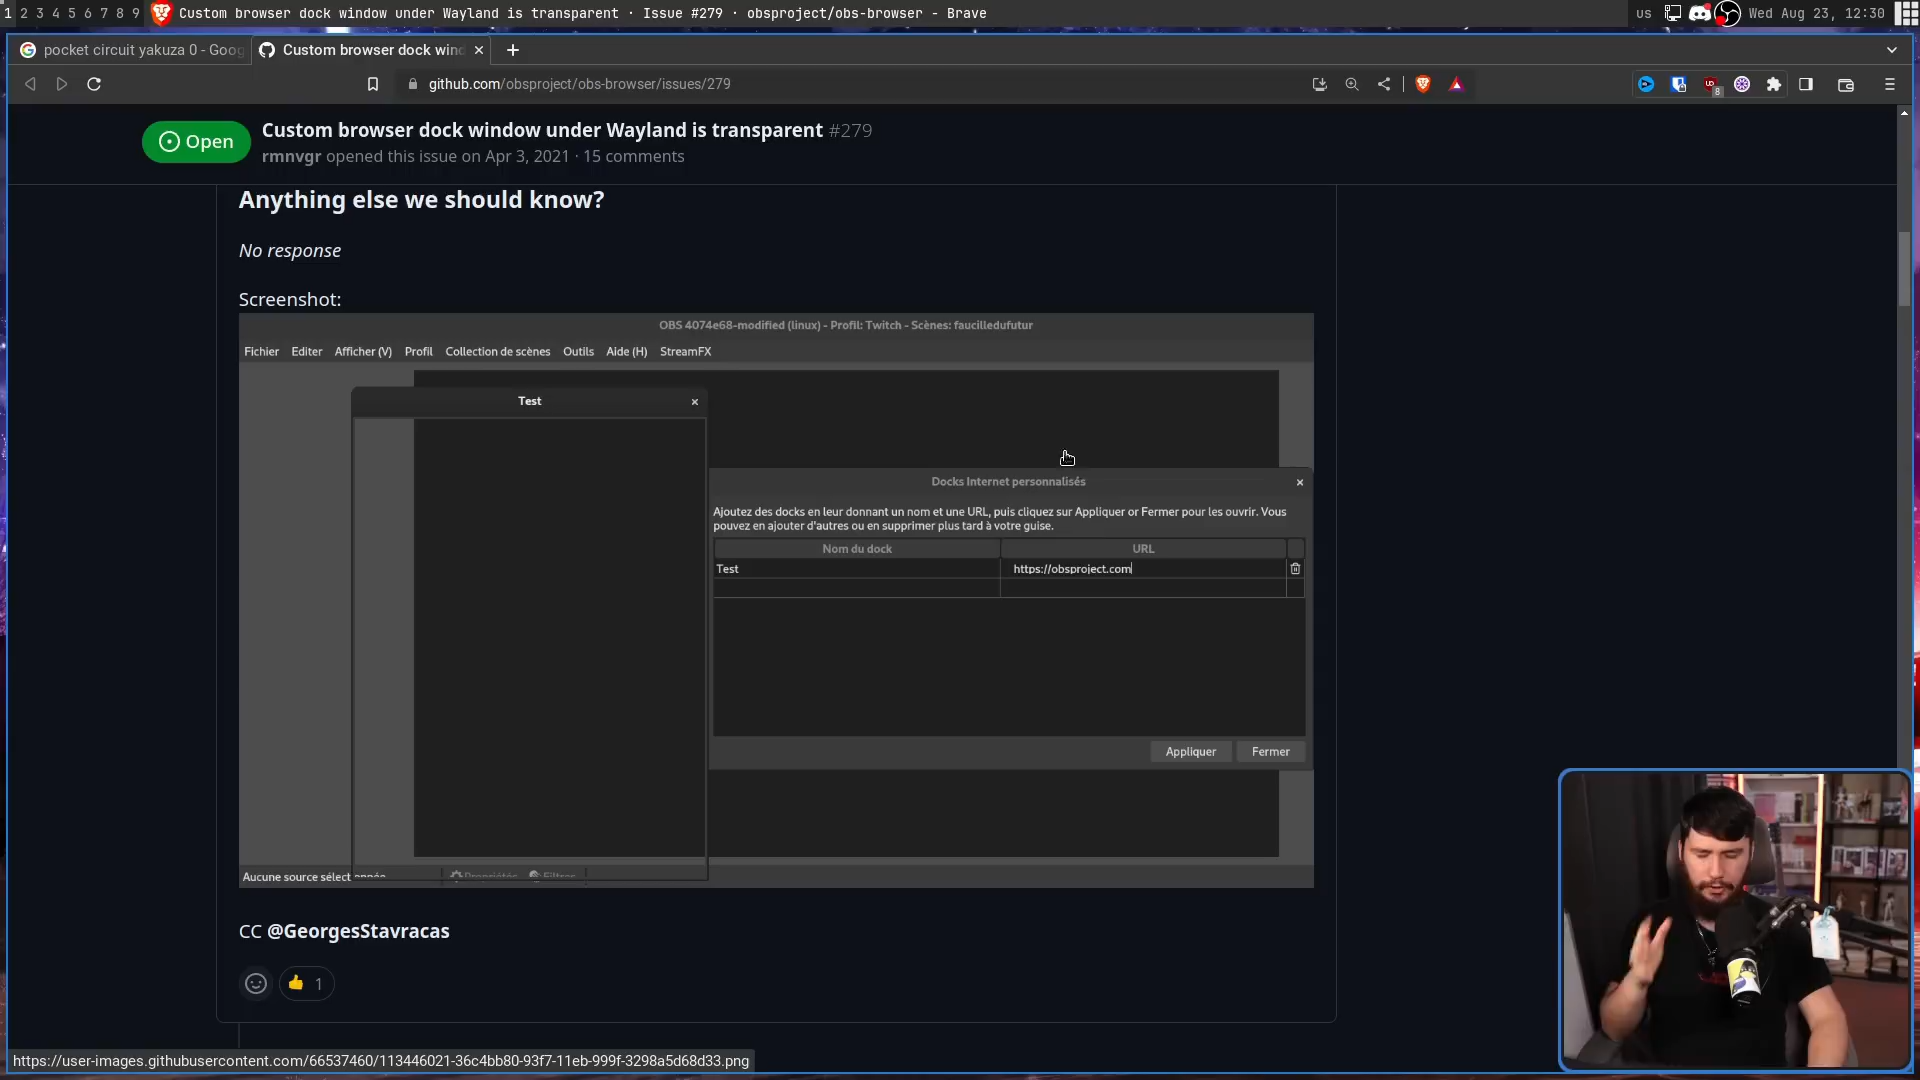 1 2 3 4 5 6 7 8 9 Custom browser dock window under Wayland is transparent · Issue #279 · obsproject/obs-browser - Brave us Wed Aug 23, 12:30
pocket circuit yakuza 0 - Goog Custom browser dock wind
github.com/obsproject/obs-browser/issues/279 8
Open
Custom browser dock window under Wayland is transparent #279
rmnvgr opened this issue on Apr 3, 2021 · 15 comments
Anything else we should know?
No response
Screenshot:
OBS 4074e68-modified (linux) - Profil: Twitch - Scènes: faucilledufutur
Fichier Editer Afficher (V) Profil Collection de scènes Outils Aide (H) StreamFX
Test
Docks Internet personnalisés
Ajoutez des docks en leur donnant un nom et une URL, puis cliquez sur Appliquer or Fermer pour les ouvrir. Vous
pouvez en ajouter d'autres ou en supprimer plus tard à votre guise.
Nom du dock URL
Test https://obsproject.com
Appliquer Fermer
Aucune source sélectionnée Propriétés Filtres
CC @GeorgesStavracas
1
https://user-images.githubusercontent.com/66537460/113446021-36c4bb80-93f7-11eb-999f-3298a5d68d33.png